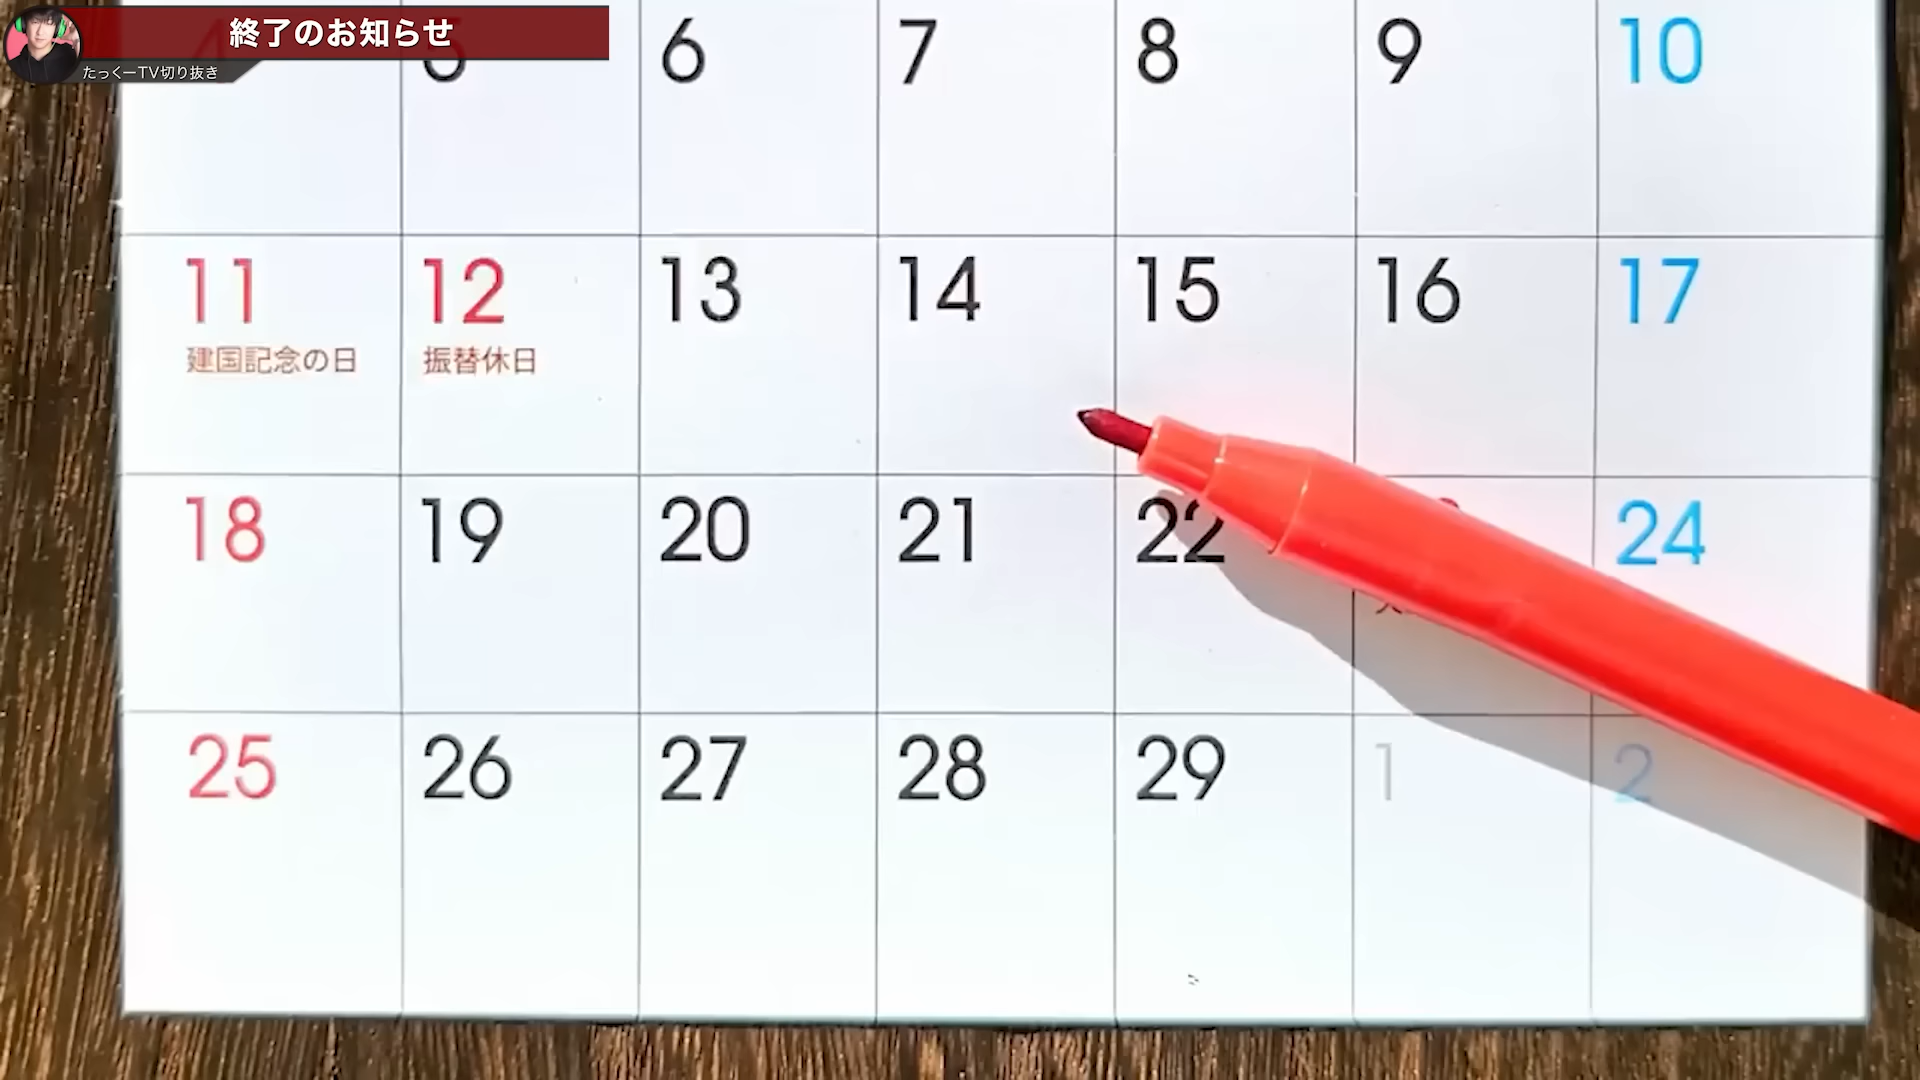 終了のお知らせ
たっくーTV切り抜き
5 6 7 8 9 10
11 12 13 14 15 16 17
建国記念の日 振替休日
18 19 20 21 22 24
25 26 27 28 29 1 2